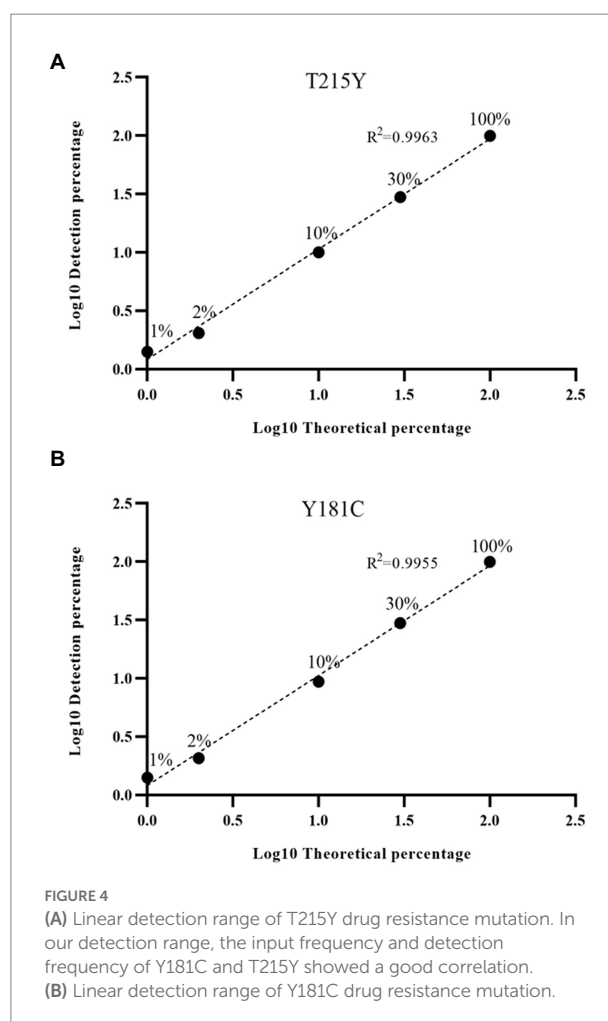 A
T215Y
2.5
2.0
1.5
1.0
0.5
0.0
Log10 Detection percentage
R²=0.9963
1%
2%
10%
30%
100%
0.0 0.5 1.0 1.5 2.0 2.5
Log10 Theoretical percentage
B
Y181C
2.5
2.0
1.5
1.0
0.5
0.0
Log10 Detection percentage
R²=0.9955
1%
2%
10%
30%
100%
0.0 0.5 1.0 1.5 2.0 2.5
Log10 Theoretical percentage
FIGURE 4
(A) Linear detection range of T215Y drug resistance mutation. In
our detection range, the input frequency and detection
frequency of Y181C and T215Y showed a good correlation.
(B) Linear detection range of Y181C drug resistance mutation.